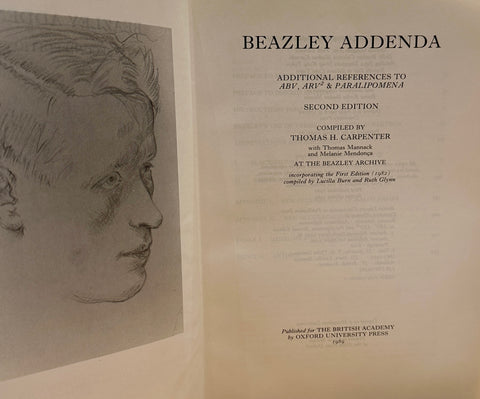 BEAZLEY ADDENDA
ADDITIONAL REFERENCES TO
ABV, ARV² & PARALIPOMENA
SECOND EDITION
COMPILED BY
THOMAS H. CARPENTER
with Thomas Mannack
and Melanie Mendonça
AT THE BEAZLEY ARCHIVE
incorporating the First Edition (1982)
compiled by Lucilla Burn and Ruth Glynn
Published for THE BRITISH ACADEMY
by OXFORD UNIVERSITY PRESS
1989